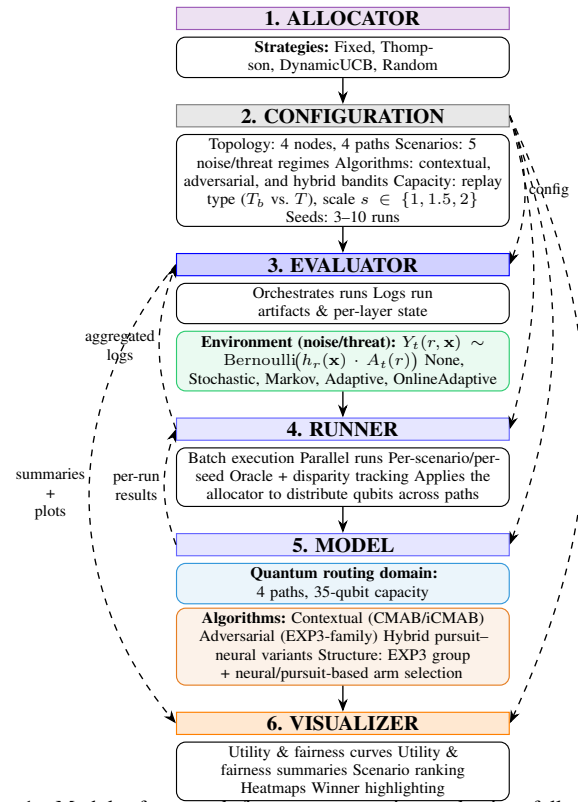 1. ALLOCATOR
Strategies: Fixed, Thomp-
son, DynamicUCB, Random
2. CONFIGURATION
Topology: 4 nodes, 4 paths Scenarios: 5
noise/threat regimes Algorithms: contextual,
adversarial, and hybrid bandits Capacity: replay
type (T_b vs. T), scale s ∈ {1, 1.5, 2}
Seeds: 3–10 runs
config
3. EVALUATOR
Orchestrates runs Logs run
artifacts & per-layer state
aggregated
logs
Environment (noise/threat): Y_t(r, x) ∼
Bernoulli(h_r(x) · A_t(r)) None,
Stochastic, Markov, Adaptive, OnlineAdaptive
4. RUNNER
Batch execution Parallel runs Per-scenario/per-
seed Oracle + disparity tracking Applies the
allocator to distribute qubits across paths
summaries
+
plots
per-run
results
5. MODEL
Quantum routing domain:
4 paths, 35-qubit capacity
Algorithms: Contextual (CMAB/iCMAB)
Adversarial (EXP3-family) Hybrid pursuit–
neural variants Structure: EXP3 group
+ neural/pursuit-based arm selection
6. VISUALIZER
Utility & fairness curves Utility &
fairness summaries Scenario ranking
Heatmaps Winner highlighting